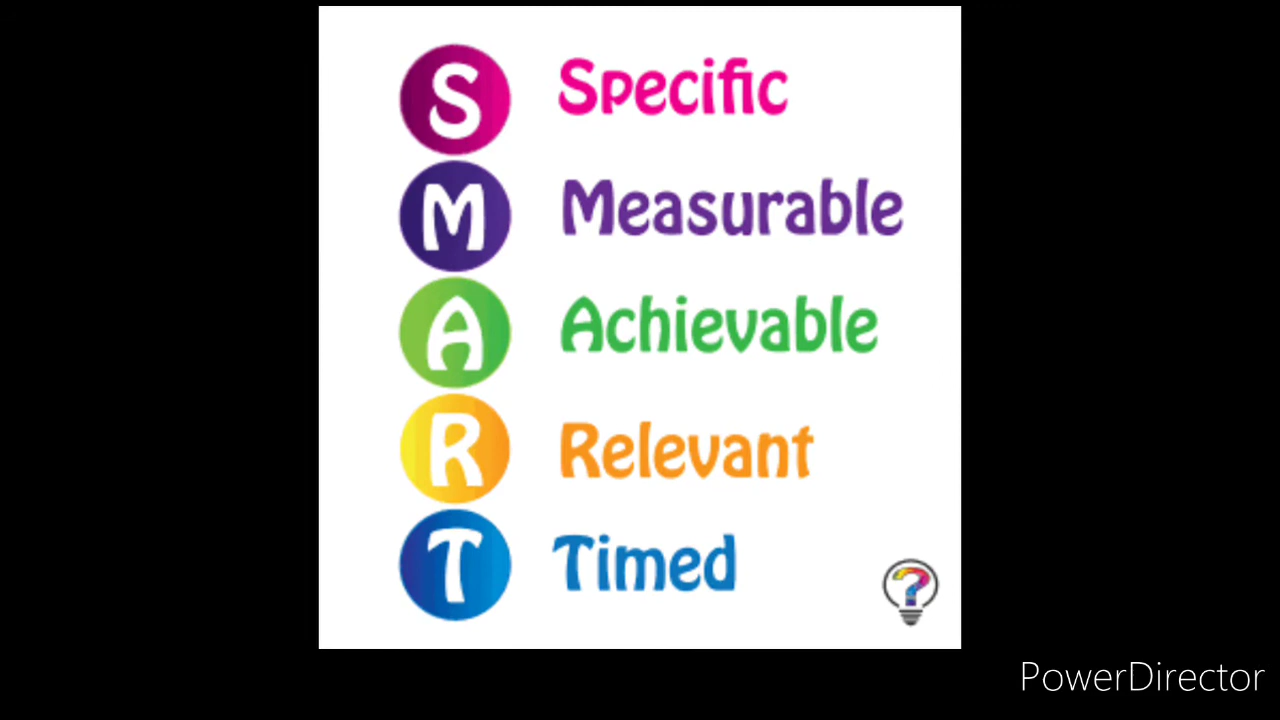 S Specific
M Measurable
A Achievable
R Relevant
T Timed
?
PowerDirector